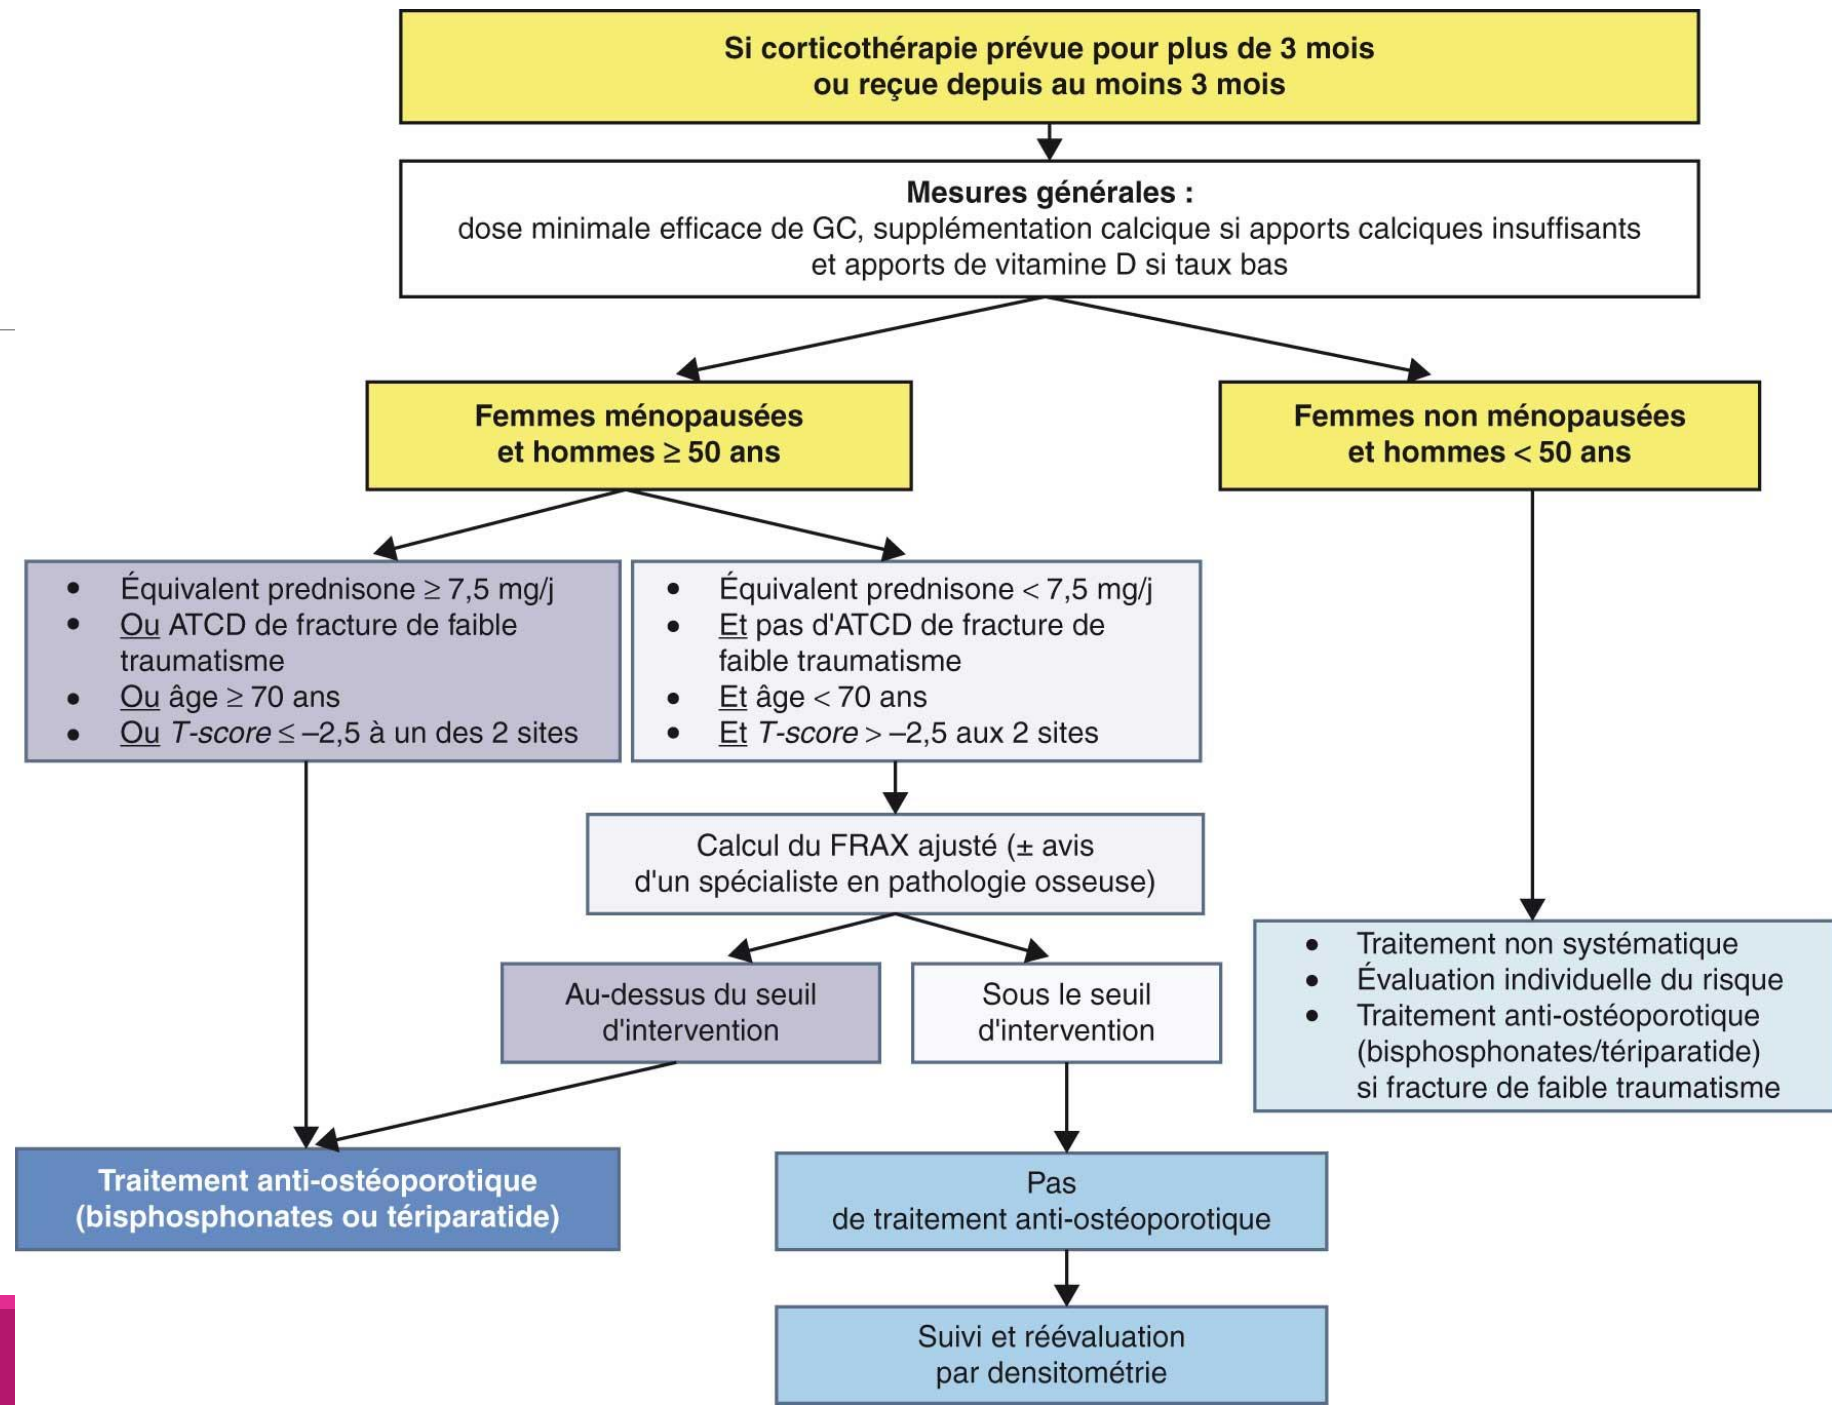 Si corticothérapie prévue pour plus de 3 mois
ou reçue depuis au moins 3 mois
Mesures générales :
dose minimale efficace de GC, supplémentation calcique si apports calciques insuffisants
et apports de vitamine D si taux bas
Femmes ménopausées
et hommes ≥ 50 ans
Femmes non ménopausées
et hommes < 50 ans
• Équivalent prednisone ≥ 7,5 mg/j
• Ou ATCD de fracture de faible
traumatisme
• Ou âge ≥ 70 ans
• Ou T-score ≤ –2,5 à un des 2 sites
• Équivalent prednisone < 7,5 mg/j
• Et pas d'ATCD de fracture de
faible traumatisme
• Et âge < 70 ans
• Et T-score > –2,5 aux 2 sites
Calcul du FRAX ajusté (± avis
d'un spécialiste en pathologie osseuse)
Au-dessus du seuil
d'intervention
Sous le seuil
d'intervention
• Traitement non systématique
• Évaluation individuelle du risque
• Traitement anti-ostéoporotique
(bisphosphonates/tériparatide)
si fracture de faible traumatisme
Traitement anti-ostéoporotique
(bisphosphonates ou tériparatide)
Pas
de traitement anti-ostéoporotique
Suivi et réévaluation
par densitométrie